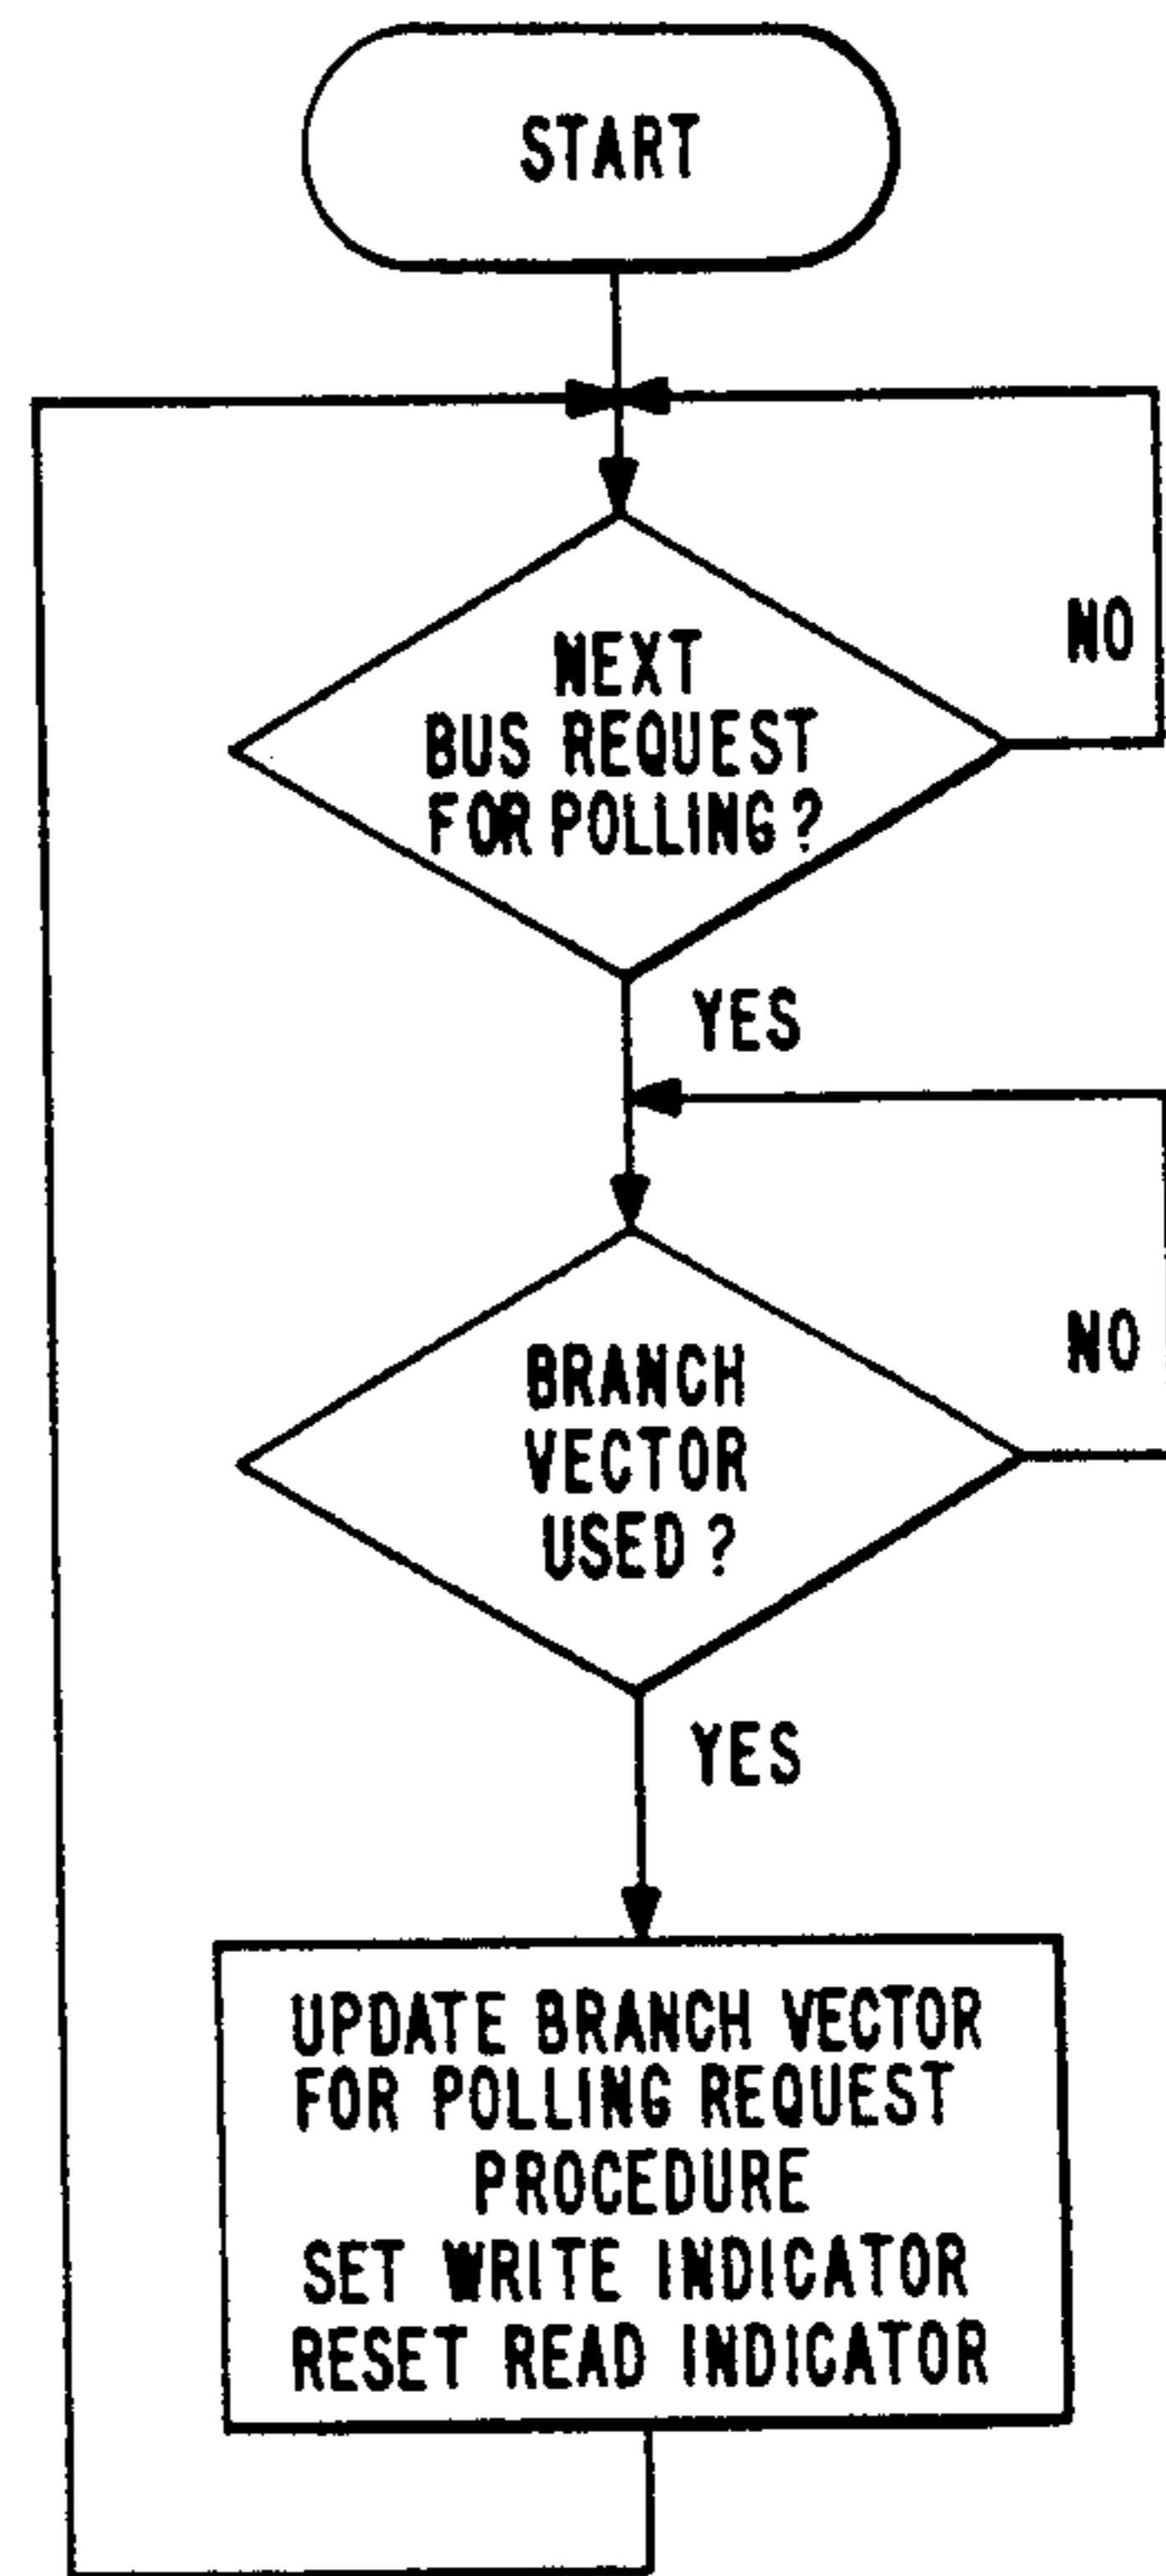 START
NO
NEXT
BUS REQUEST
FOR POLLING?
YES
NO
BRANCH
VECTOR
USED?
YES
UPDATE BRANCH VECTOR
FOR POLLING REQUEST
PROCEDURE
SET WRITE INDICATOR
RESET READ INDICATOR